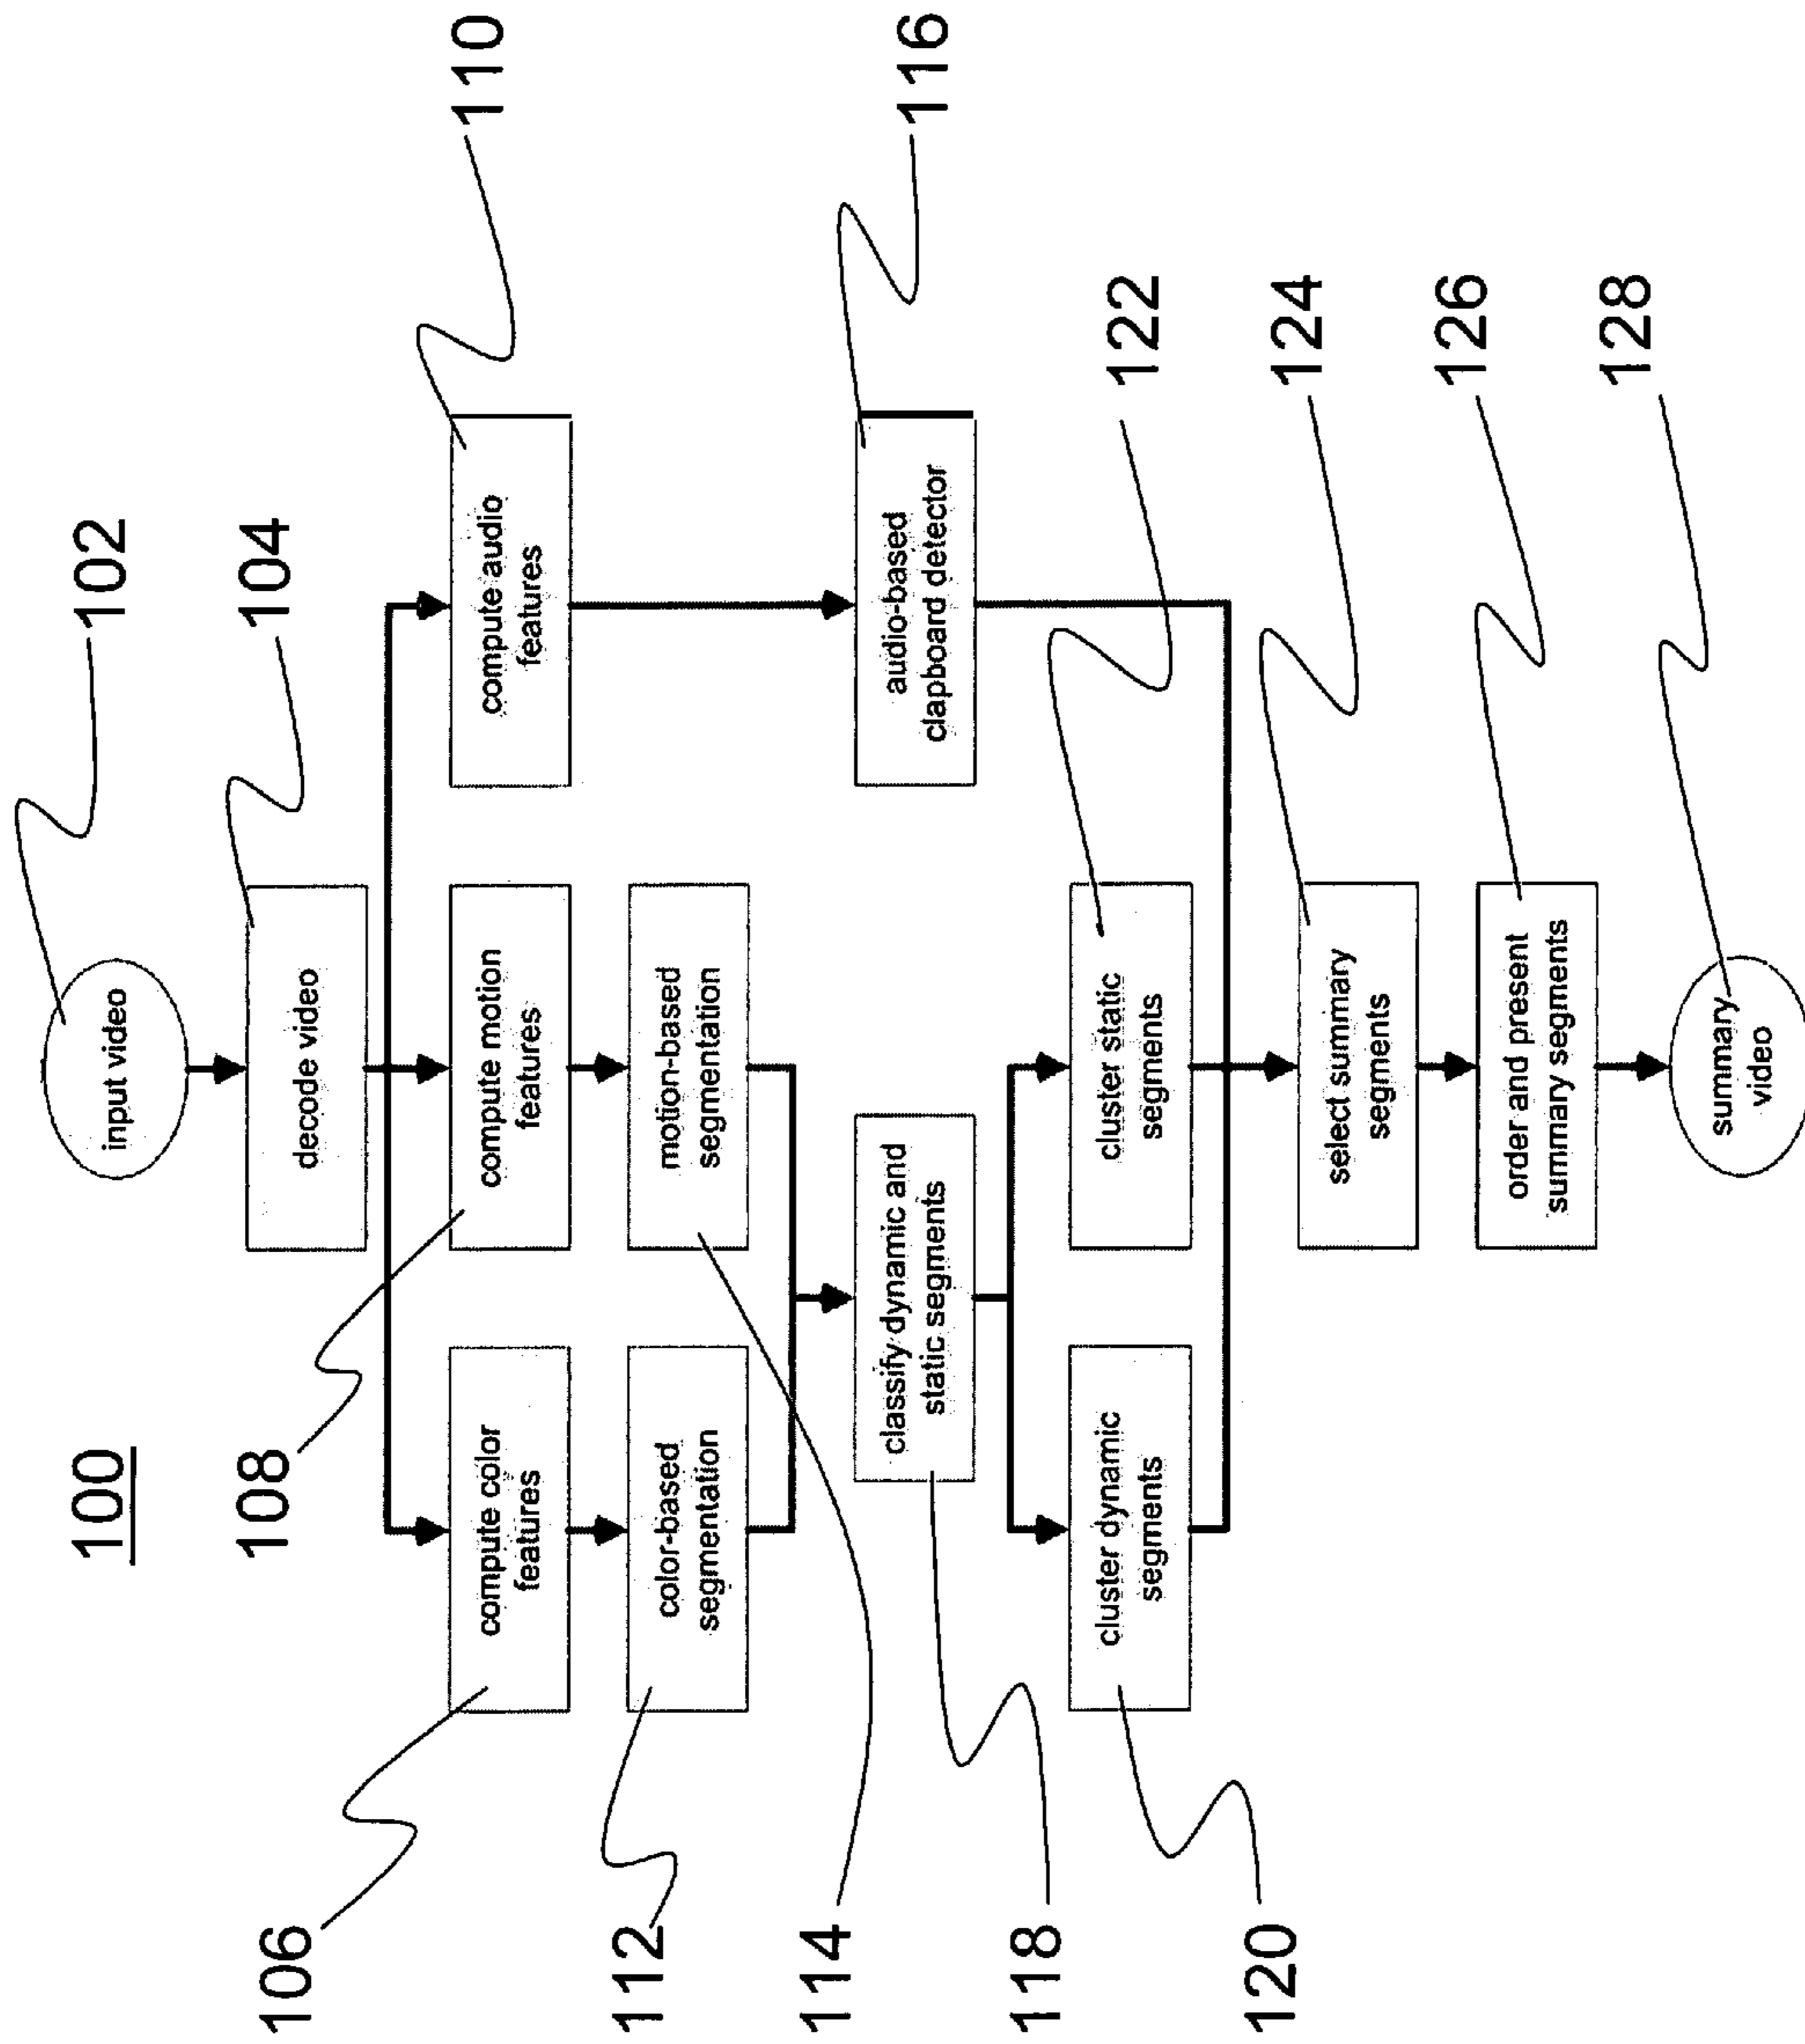 100
102
input video
104
decode video
106
108
110
compute color
features
compute motion
features
compute audio
features
112
color-based
segmentation
114
motion-based
segmentation
116
audio-based
clapboard detector
118
classify dynamic and
static segments
120
cluster dynamic
segments
122
cluster static
segments
124
select summary
segments
126
order and present
summary segments
128
summary
video